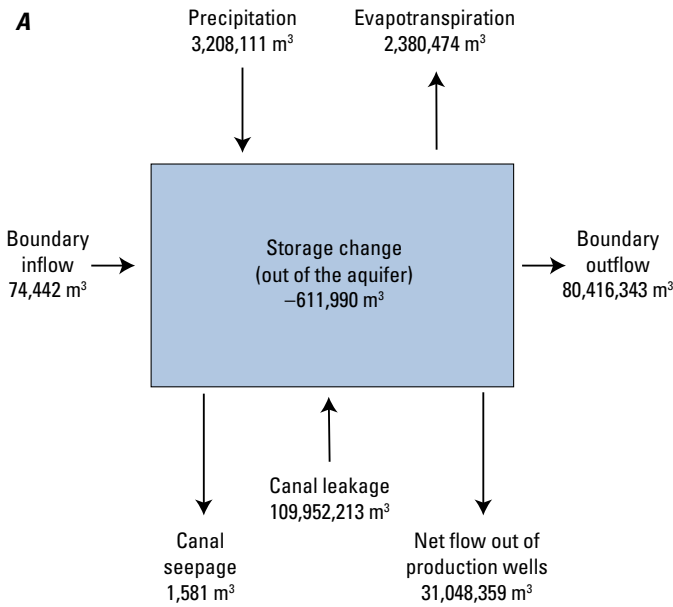 A
Precipitation
3,208,111 m³
Evapotranspiration
2,380,474 m³
Boundary
inflow
74,442 m³
Storage change
(out of the aquifer)
−611,990 m³
Boundary
outflow
80,416,343 m³
Canal leakage
109,952,213 m³
Canal
seepage
1,581 m³
Net flow out of
production wells
31,048,359 m³